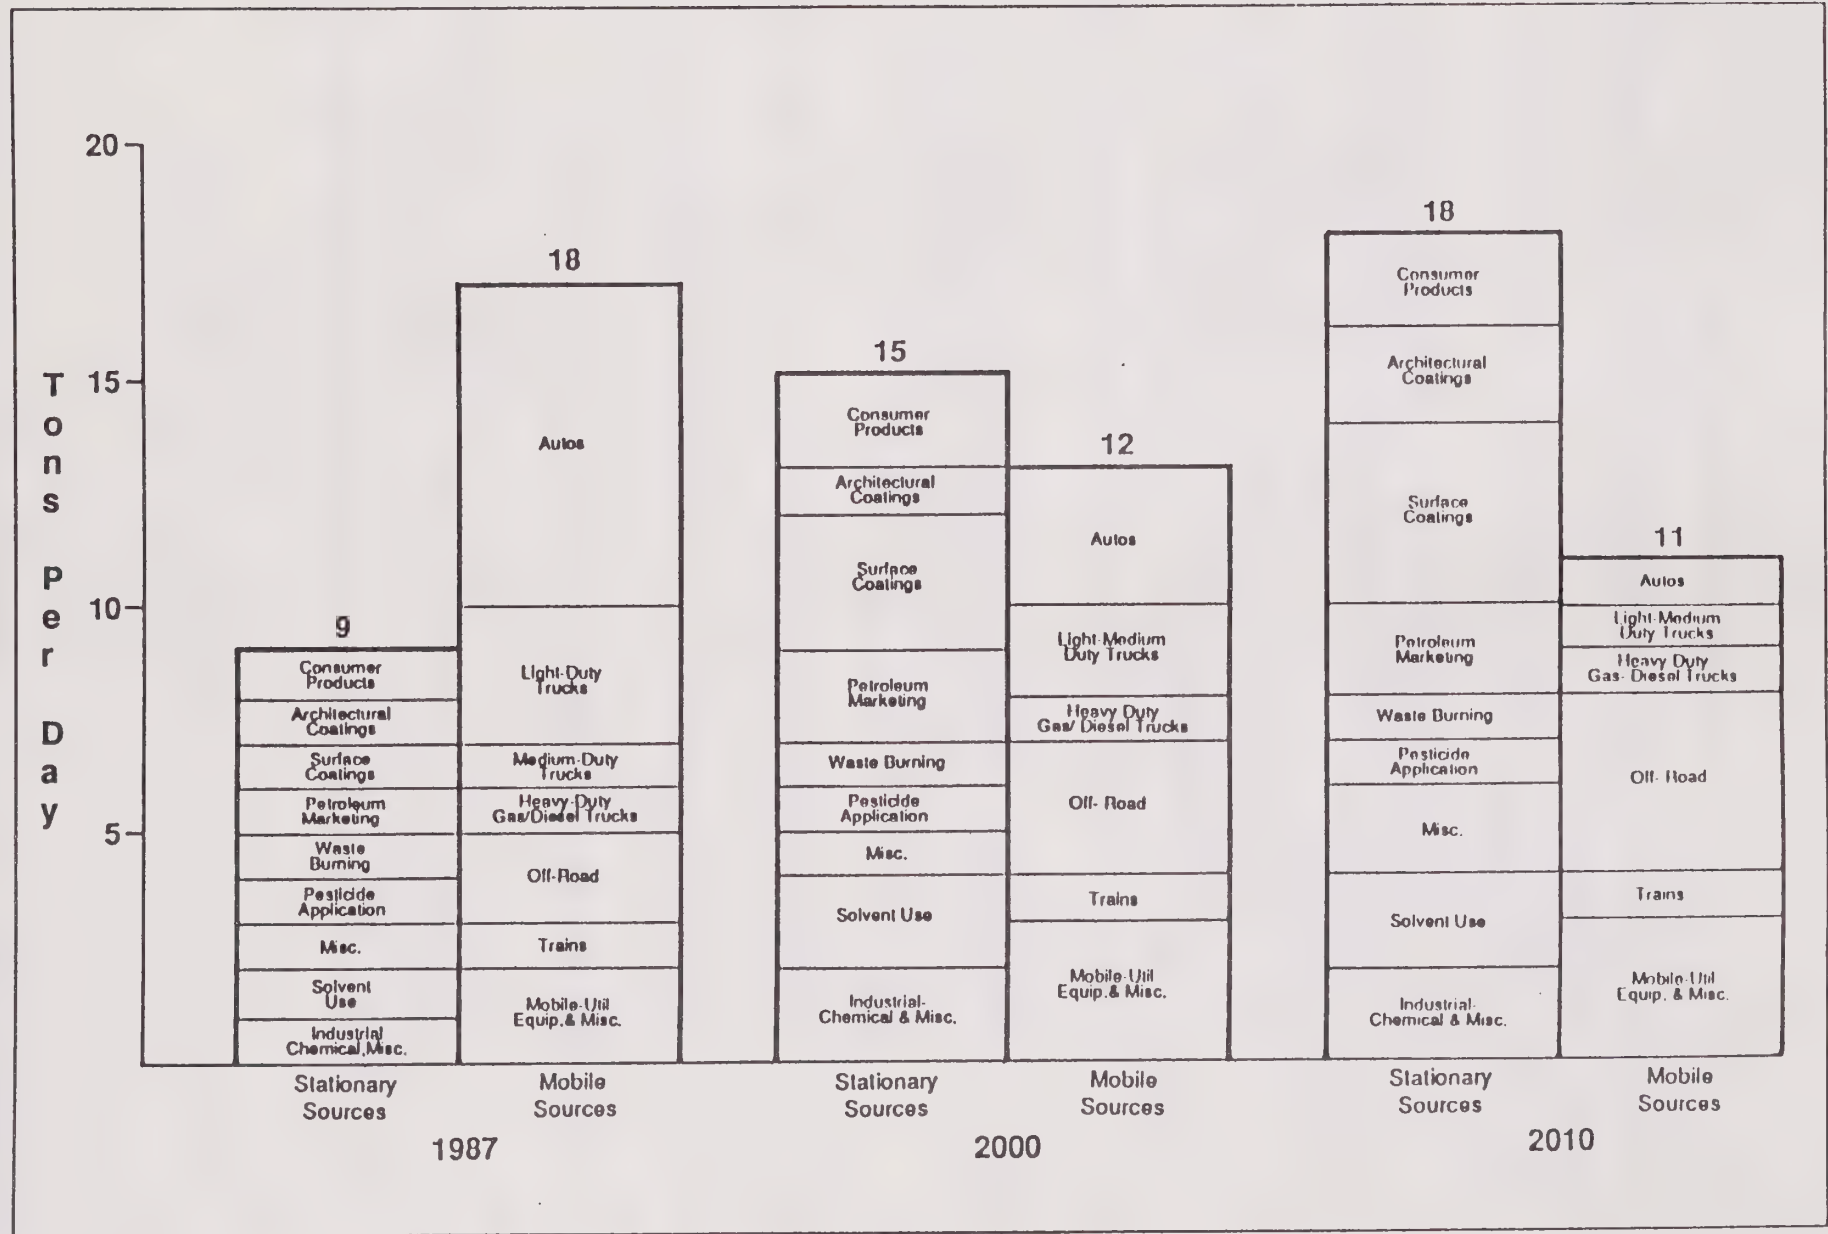 20
15
10
5
Tons Per Day
9
Consumer
Products
Architectural
Coatings
Surface
Coatings
Petroleum
Marketing
Waste
Burning
Pesticide
Application
Misc.
Solvent
Use
Industrial
Chemical, Misc.
Stationary
Sources
18
Autos
Light-Duty
Trucks
Medium-Duty
Trucks
Heavy-Duty
Gas/Diesel Trucks
Off-Road
Trains
Mobile-Util
Equip.& Misc.
Mobile
Sources
1987
15
Consumer
Products
Architectural
Coatings
Surface
Coatings
Petroleum
Marketing
Waste Burning
Pesticide
Application
Misc.
Solvent Use
Industrial-
Chemical & Misc.
Stationary
Sources
12
Autos
Light-Medium
Duty Trucks
Heavy Duty
Gas/ Diesel Trucks
Off- Road
Trains
Mobile-Util
Equip.& Misc.
Mobile
Sources
2000
18
Consumer
Products
Architectural
Coatings
Surface
Coatings
Petroleum
Marketing
Waste Burning
Pesticide
Application
Misc.
Solvent Use
Industrial-
Chemical & Misc.
Stationary
Sources
11
Autos
Light-Medium
Duty Trucks
Heavy Duty
Gas- Diesel Trucks
Off- Road
Trains
Mobile-Util
Equip. & Misc.
Mobile
Sources
2010